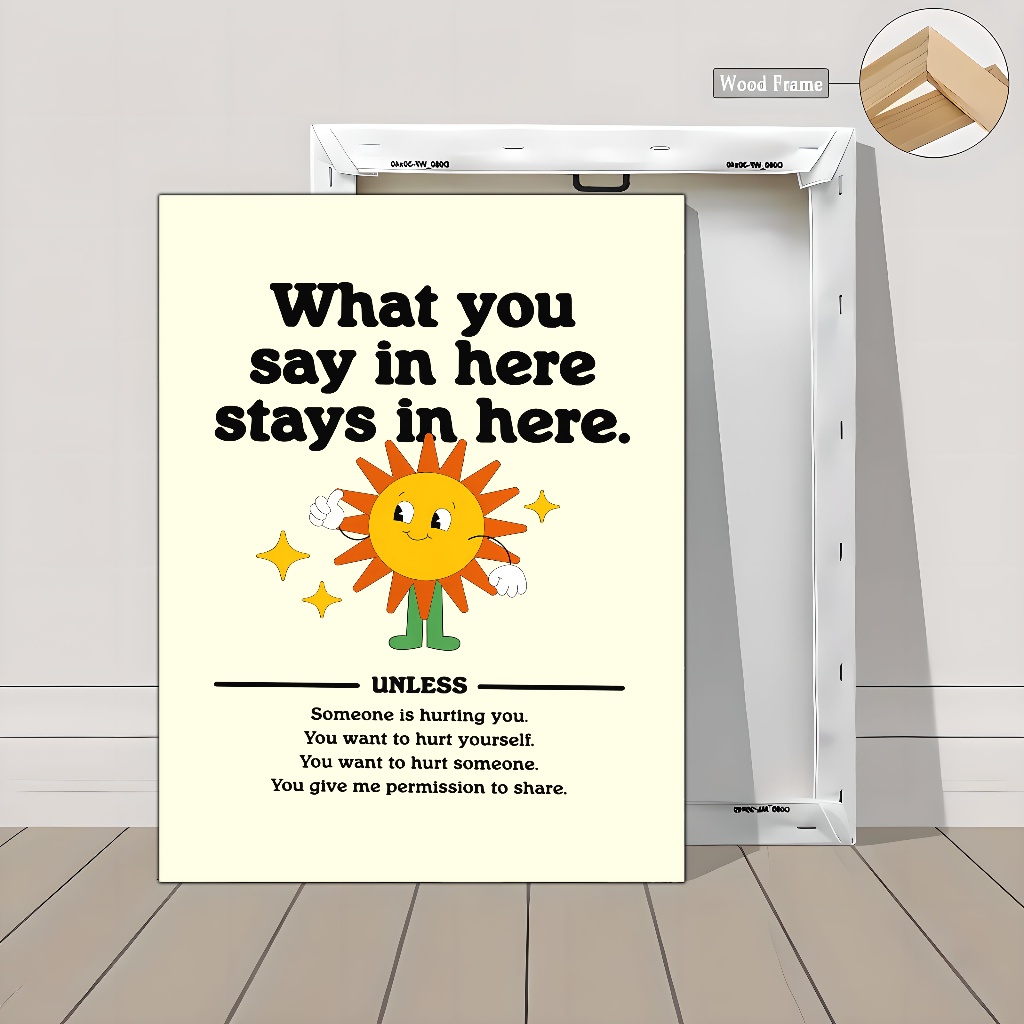 Wood Frame
What you
say in here
stays in here.
UNLESS
Someone is hurting you.
You want to hurt yourself.
You want to hurt someone.
You give me permission to share.